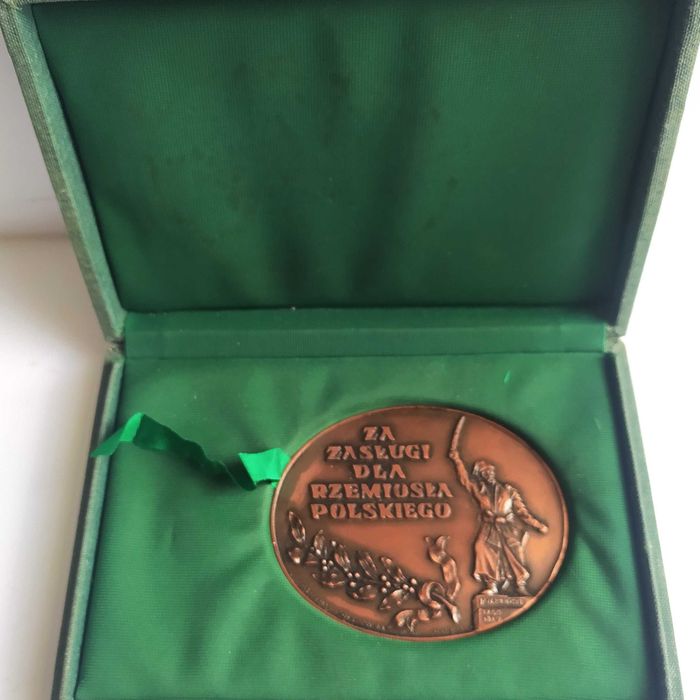 ZA
ZASŁUGI
DLA
RZEMIOSŁA
POLSKIEGO